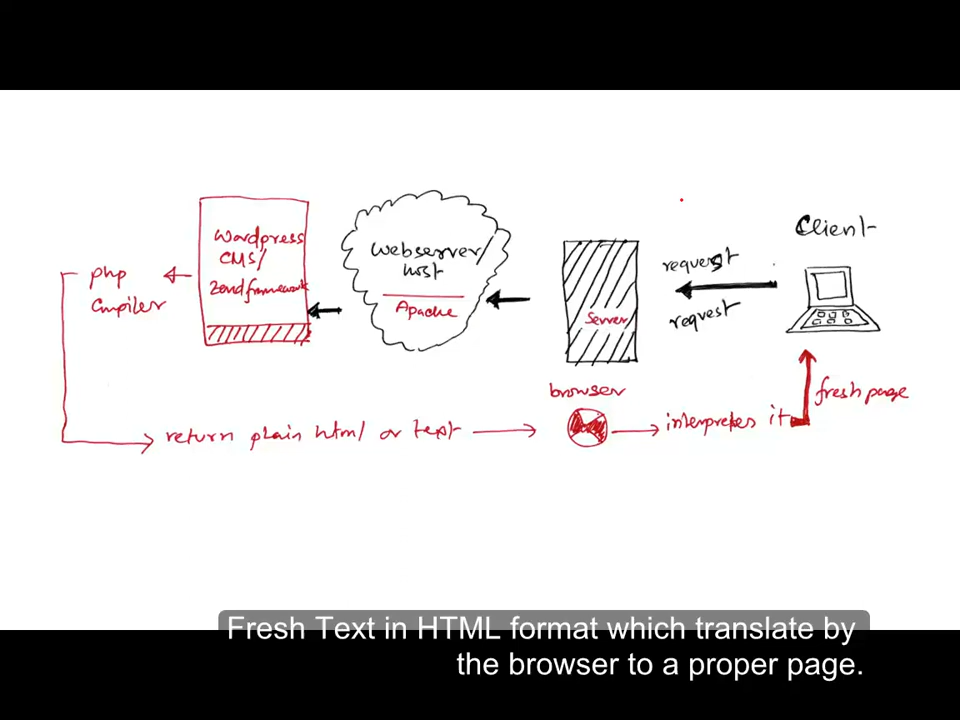 Client
request
request
Server
Webserver/
host
Apache
Wordpress
CMS/
Zend framework
php
Cmpiler
browser
return plain html or text
interpretes it
fresh page
Fresh Text in HTML format which translate by
the browser to a proper page.